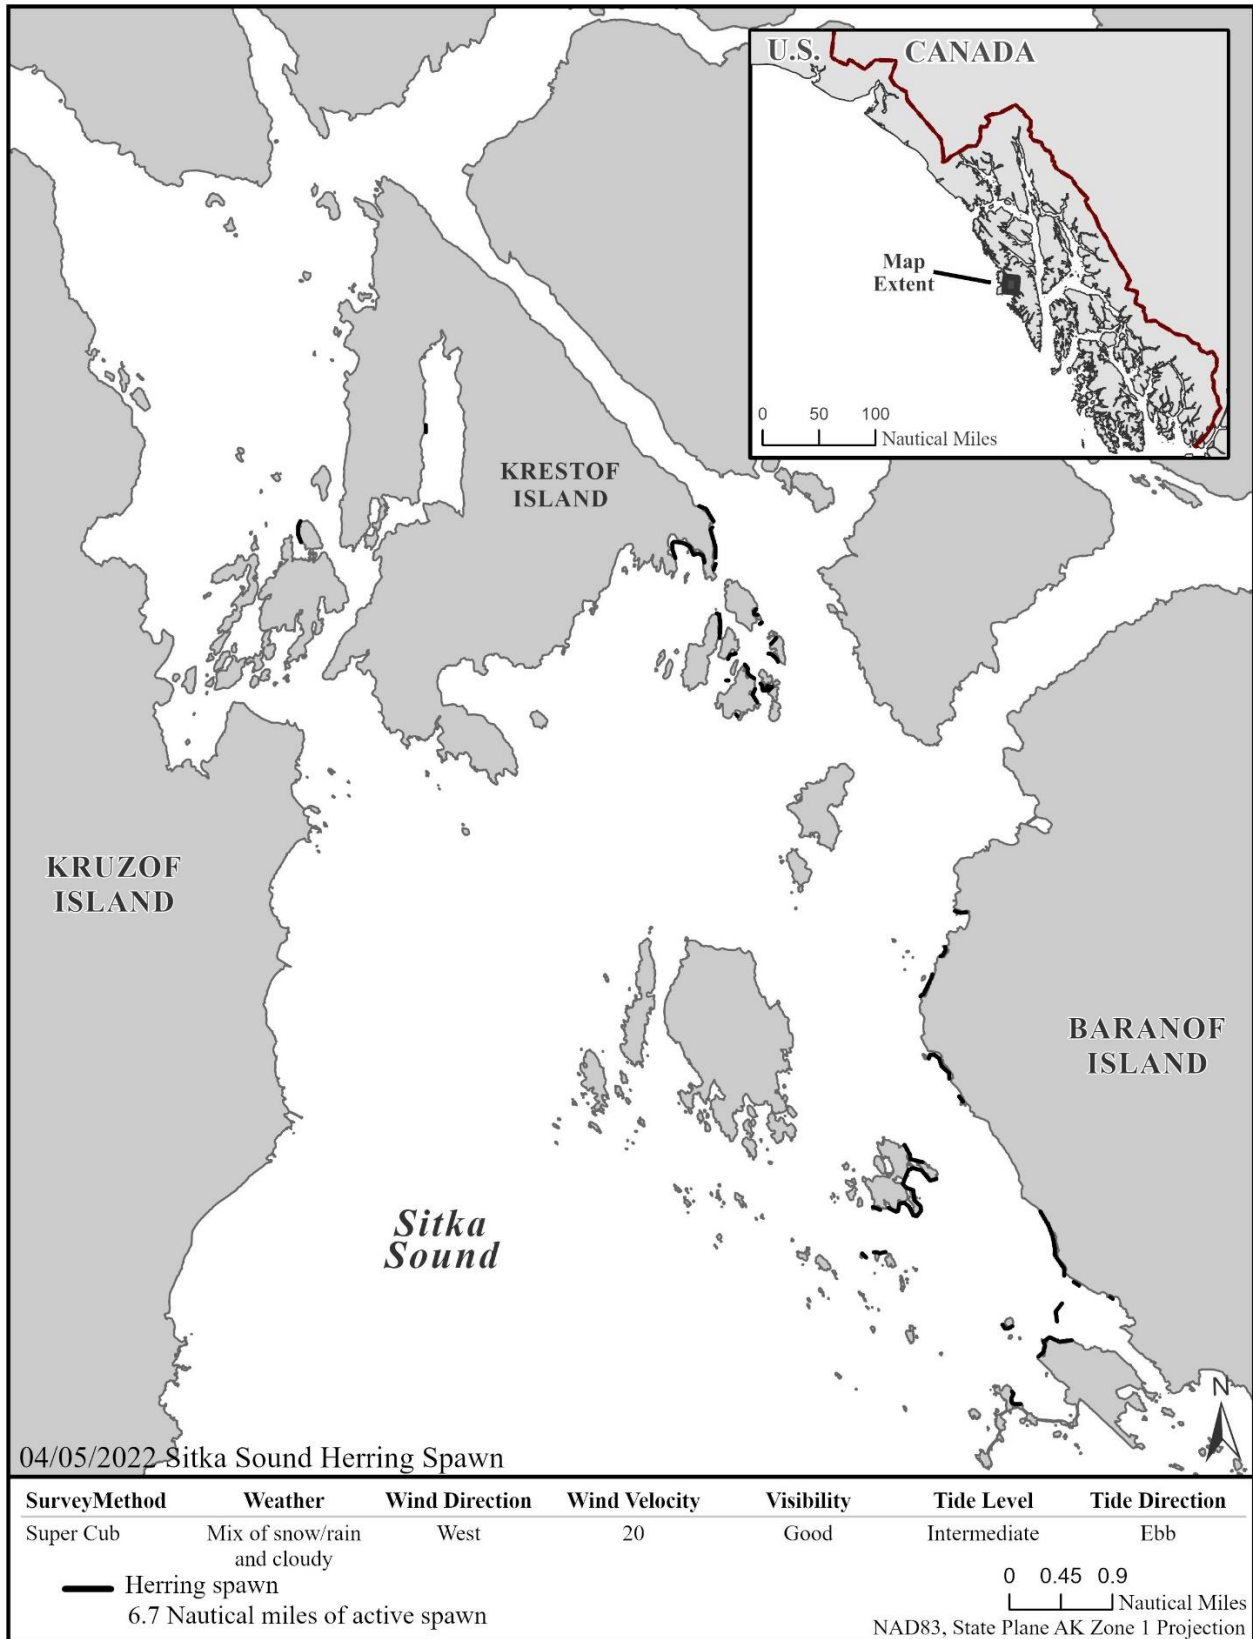 U.S. CANADA
Map
Extent
0 50 100
Nautical Miles
KRESTOF
ISLAND
KRUZOF
ISLAND
BARANOF
ISLAND
Sitka
Sound
N
04/05/2022 Sitka Sound Herring Spawn
SurveyMethod Weather Wind Direction Wind Velocity Visibility Tide Level Tide Direction
Super Cub Mix of snow/rain West 20 Good Intermediate Ebb
and cloudy
Herring spawn
6.7 Nautical miles of active spawn
0 0.45 0.9
Nautical Miles
NAD83, State Plane AK Zone 1 Projection